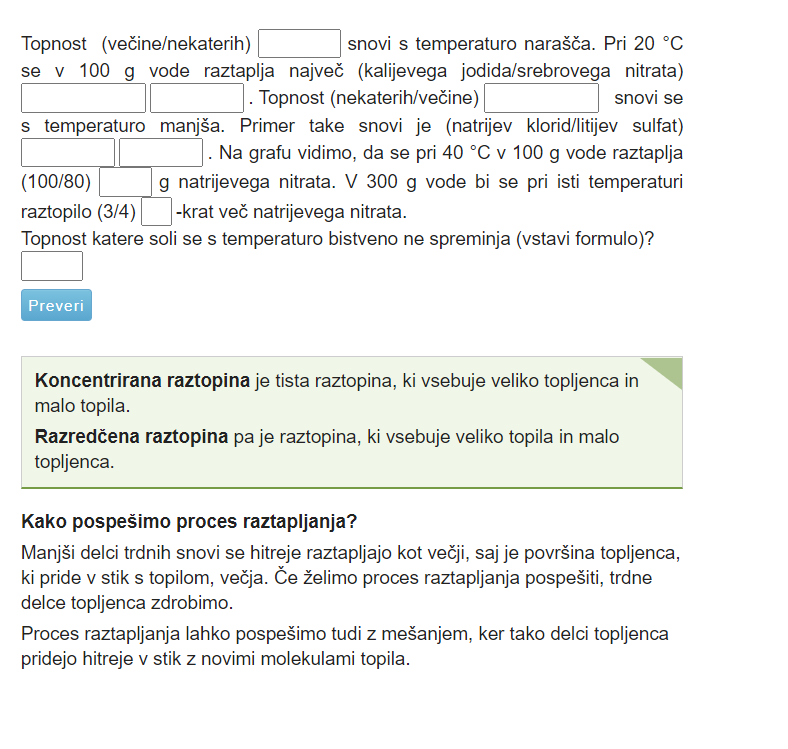 Topnost (večine/nekaterih) snovi s temperaturo narašča. Pri 20 °C
se v 100 g vode raztaplja največ (kalijevega jodida/srebrovega nitrata)
. Topnost (nekaterih/večine) snovi se
s temperaturo manjša. Primer take snovi je (natrijev klorid/litijev sulfat)
. Na grafu vidimo, da se pri 40 °C v 100 g vode raztaplja
(100/80) g natrijevega nitrata. V 300 g vode bi se pri isti temperaturi
raztopilo (3/4) -krat več natrijevega nitrata.
Topnost katere soli se s temperaturo bistveno ne spreminja (vstavi formulo)?
Preveri
Koncentrirana raztopina je tista raztopina, ki vsebuje veliko topljenca in
malo topila.
Razredčena raztopina pa je raztopina, ki vsebuje veliko topila in malo
topljenca.
Kako pospešimo proces raztapljanja?
Manjši delci trdnih snovi se hitreje raztapljajo kot večji, saj je površina topljenca,
ki pride v stik s topilom, večja. Če želimo proces raztapljanja pospešiti, trdne
delce topljenca zdrobimo.
Proces raztapljanja lahko pospešimo tudi z mešanjem, ker tako delci topljenca
pridejo hitreje v stik z novimi molekulami topila.